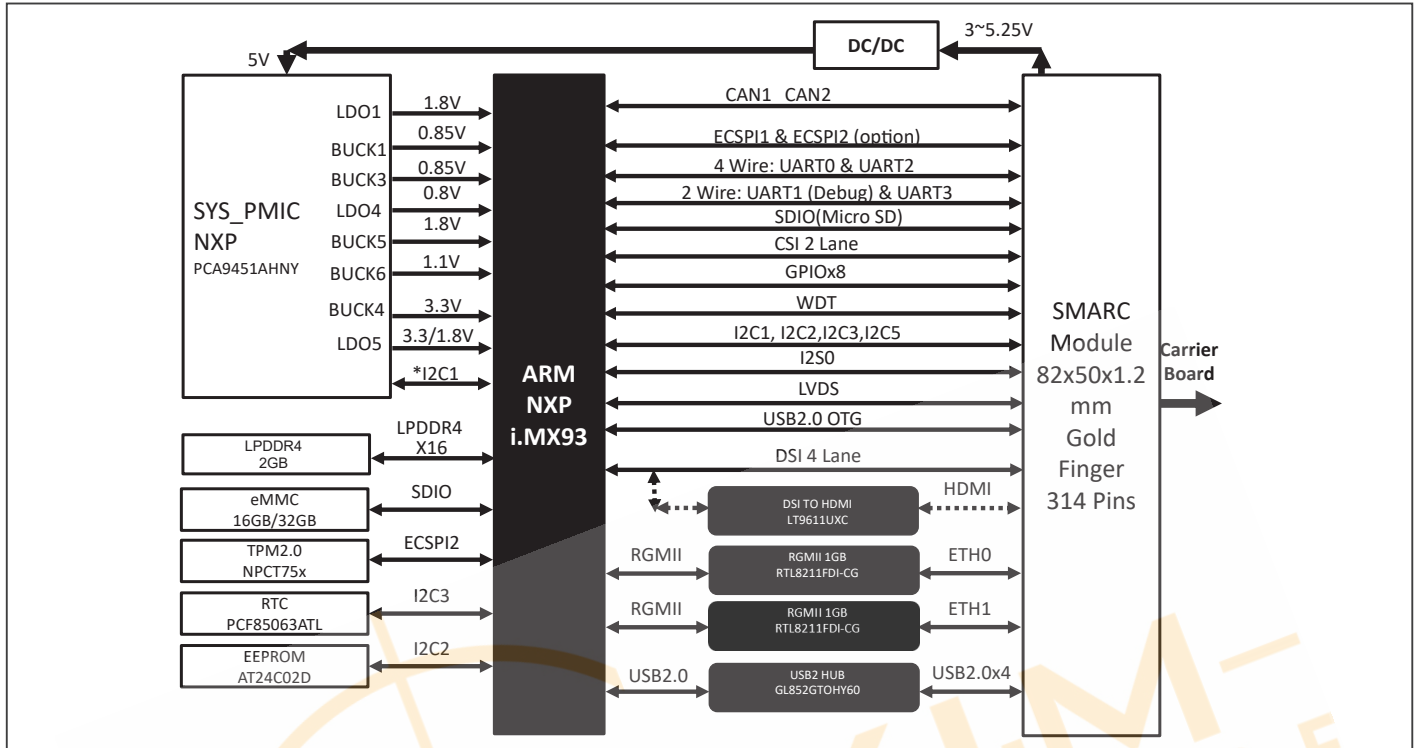 DC/DC
3~5.25V
5V
SYS_PMIC
NXP
PCA9451AHNY
LDO1
1.8V
BUCK1
0.85V
BUCK3
0.85V
LDO4
0.8V
BUCK5
1.8V
BUCK6
1.1V
BUCK4
3.3V
LDO5
3.3/1.8V
*I2C1
LPDDR4
2GB
LPDDR4
X16
eMMC
16GB/32GB
SDIO
TPM2.0
NPCT75x
ECSPI2
RTC
PCF85063ATL
I2C3
EEPROM
AT24C02D
I2C2
ARM
NXP
i.MX93
CAN1 CAN2
ECSPI1 & ECSPI2 (option)
4 Wire: UART0 & UART2
2 Wire: UART1 (Debug) & UART3
SDIO(Micro SD)
CSI 2 Lane
GPIOx8
WDT
I2C1, I2C2,I2C3,I2C5
I2S0
LVDS
USB2.0 OTG
DSI 4 Lane
DSI TO HDMI
LT9611UXC
HDMI
RGMII
RGMII 1GB
RTL8211FDI-CG
ETH0
RGMII
RGMII 1GB
RTL8211FDI-CG
ETH1
USB2.0
USB2 HUB
GL852GTOHY60
USB2.0x4
SMARC
Module
82x50x1.2
mm
Gold
Finger
314 Pins
Carrier
Board